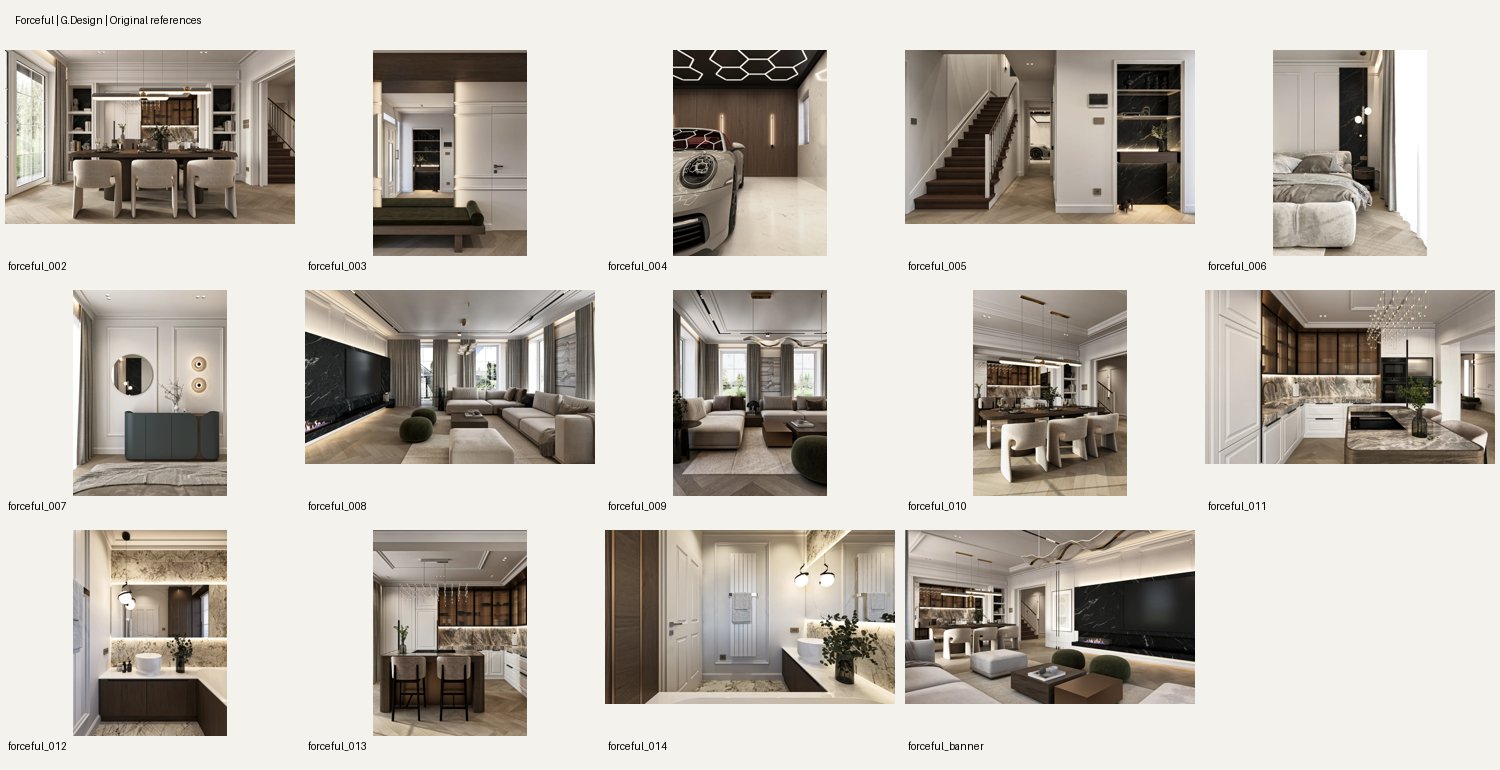 Forceful | G.Design | Original references
forceful_002
forceful_003
forceful_004
forceful_005
forceful_006
forceful_007
forceful_008
forceful_009
forceful_010
forceful_011
forceful_012
forceful_013
forceful_014
forceful_banner